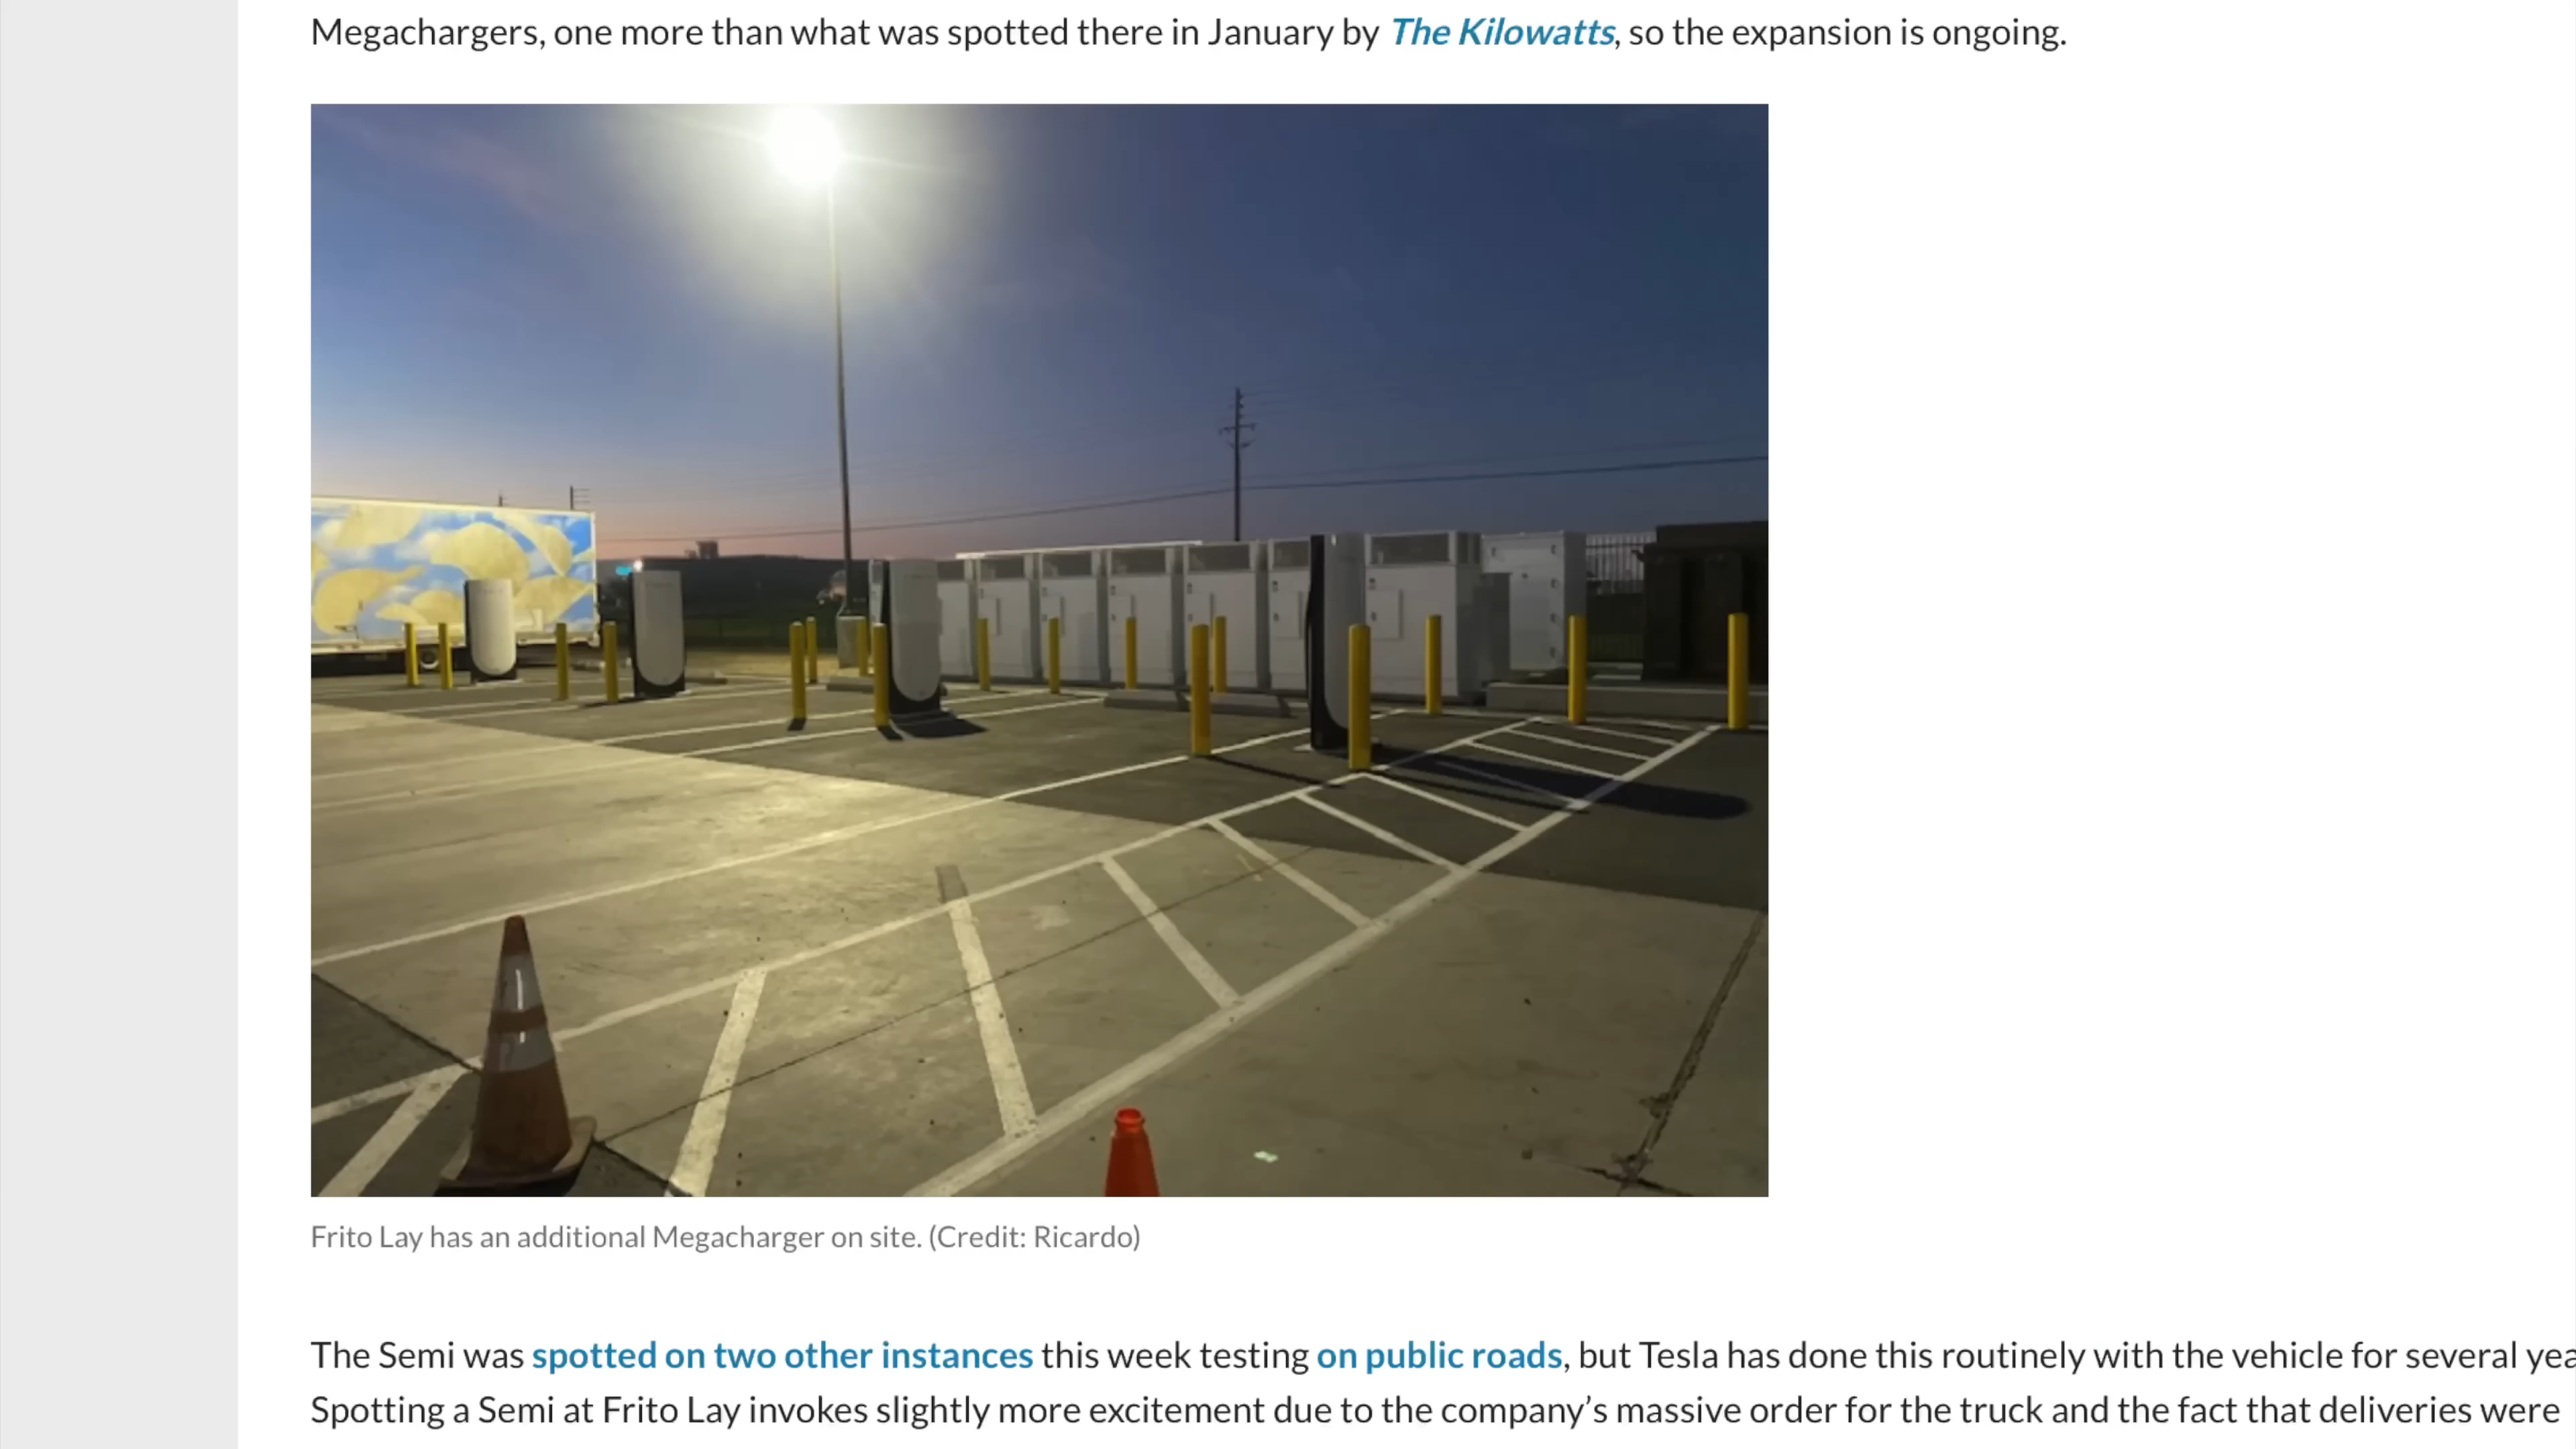 Megachargers, one more than what was spotted there in January by The Kilowatts, so the expansion is ongoing.
Frito Lay has an additional Megacharger on site. (Credit: Ricardo)
The Semi was spotted on two other instances this week testing on public roads, but Tesla has done this routinely with the vehicle for several yea
Spotting a Semi at Frito Lay invokes slightly more excitement due to the company’s massive order for the truck and the fact that deliveries were